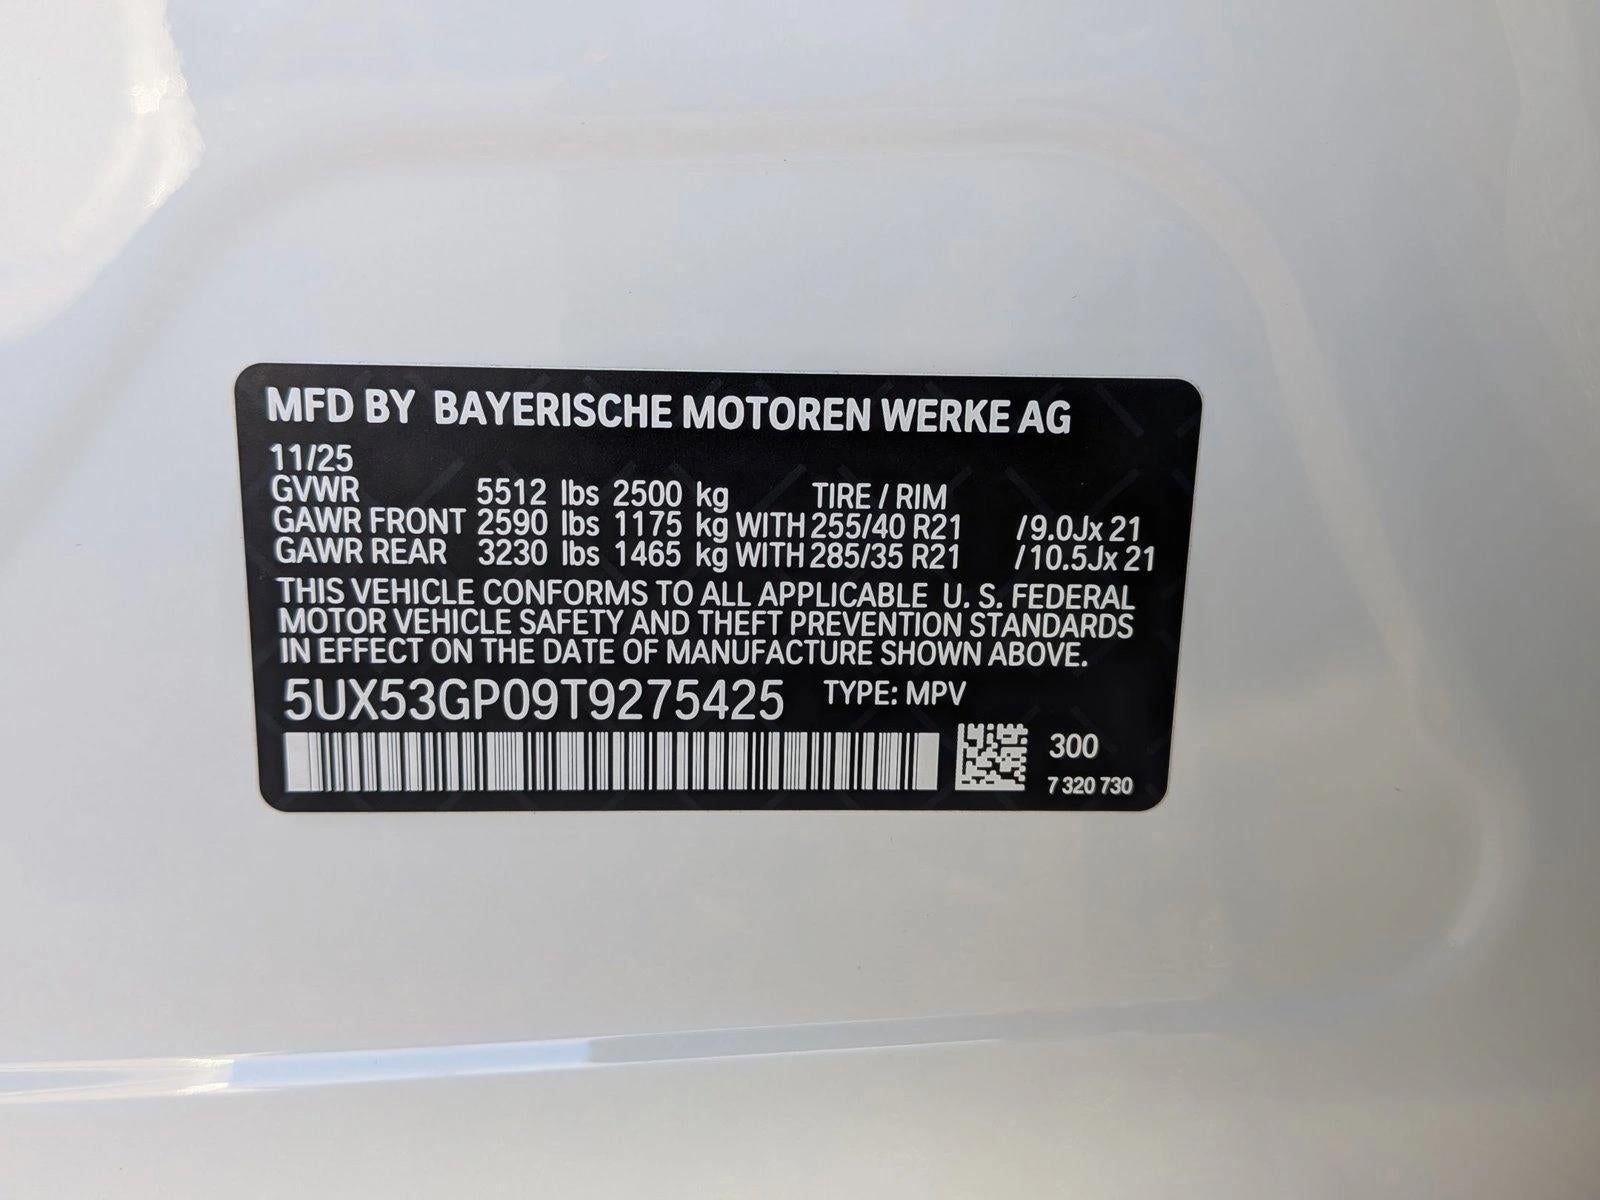 MFD BY BAYERISCHE MOTOREN WERKE AG
11/25
GVWR 5512 lbs 2500 kg TIRE / RIM
GAWR FRONT 2590 lbs 1175 kg WITH 255/40 R21 /9.0Jx 21
GAWR REAR 3230 lbs 1465 kg WITH 285/35 R21 /10.5Jx 21
THIS VEHICLE CONFORMS TO ALL APPLICABLE U. S. FEDERAL
MOTOR VEHICLE SAFETY AND THEFT PREVENTION STANDARDS
IN EFFECT ON THE DATE OF MANUFACTURE SHOWN ABOVE.
5UX53GP09T9275425 TYPE: MPV
300
7 320 730